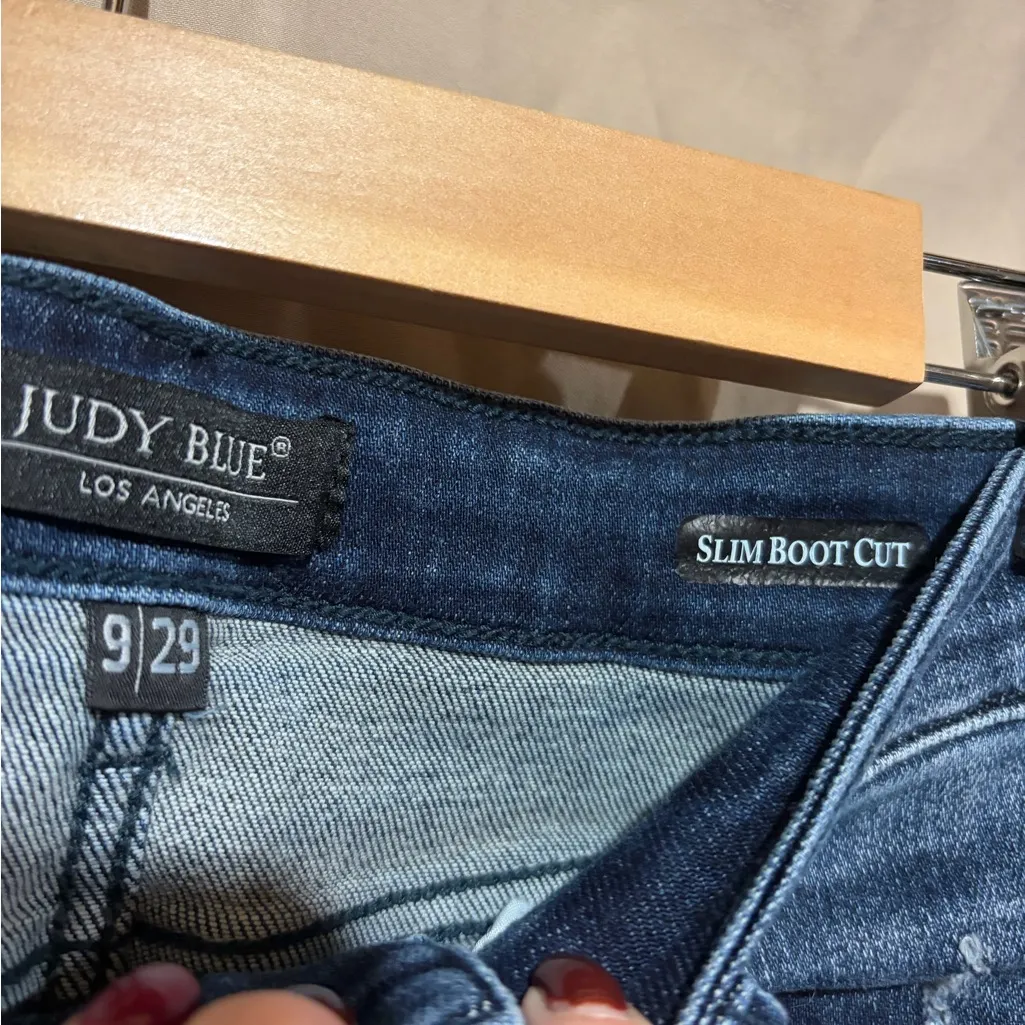 JUDY BLUE®
LOS ANGELES
SLIM BOOT CUT
9|29